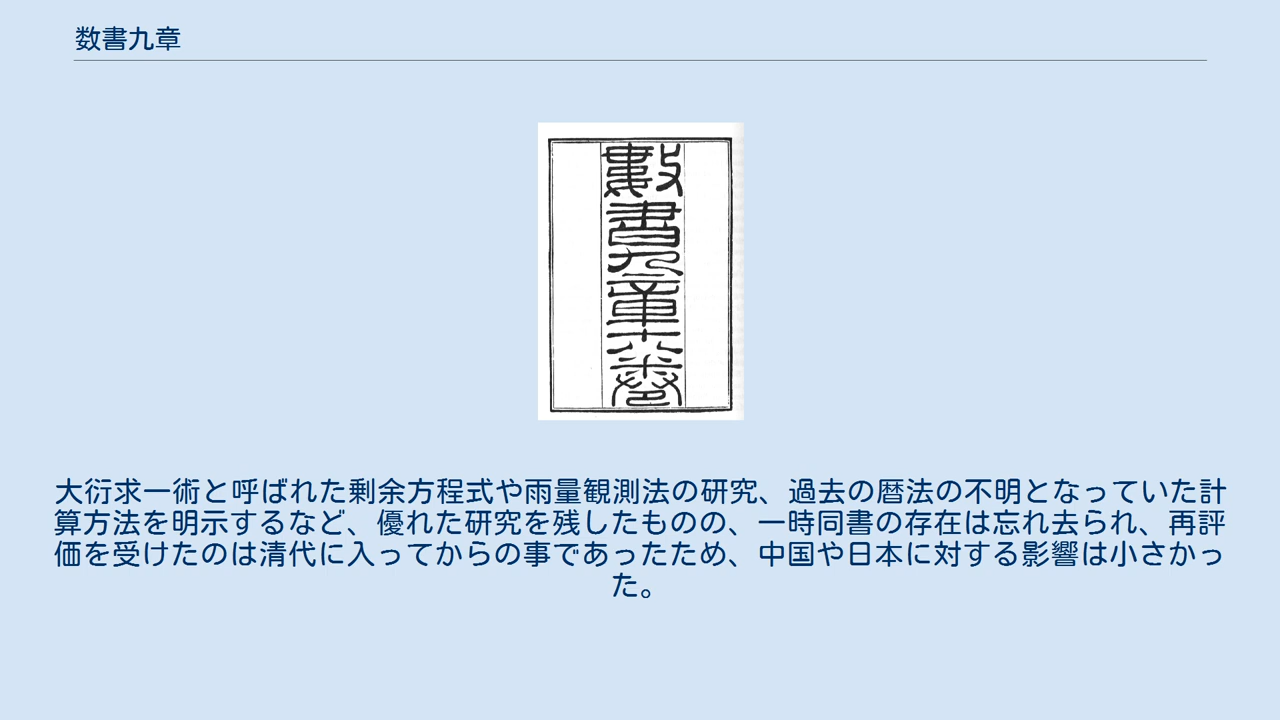 数書九章
數書九章十八卷
大衍求一術と呼ばれた剰余方程式や雨量観測法の研究、過去の暦法の不明となっていた計
算方法を明示するなど、優れた研究を残したものの、一時同書の存在は忘れ去られ、再評
価を受けたのは清代に入ってからの事であったため、中国や日本に対する影響は小さかっ
た。